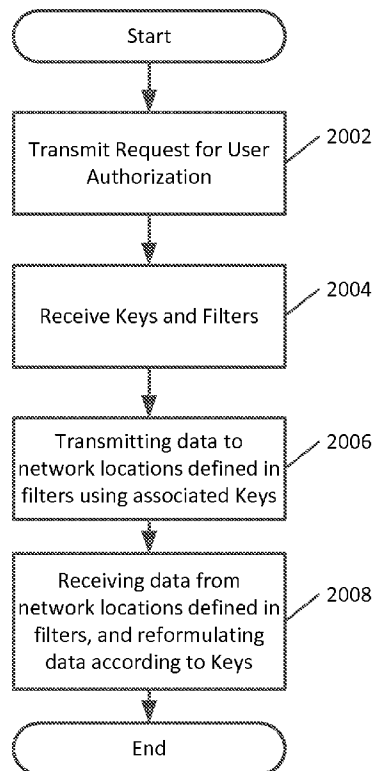 Start
Transmit Request for User
Authorization
2002
Receive Keys and Filters
2004
Transmitting data to
network locations defined in
filters using associated Keys
2006
Receiving data from
network locations defined in
filters, and reformulating
data according to Keys
2008
End